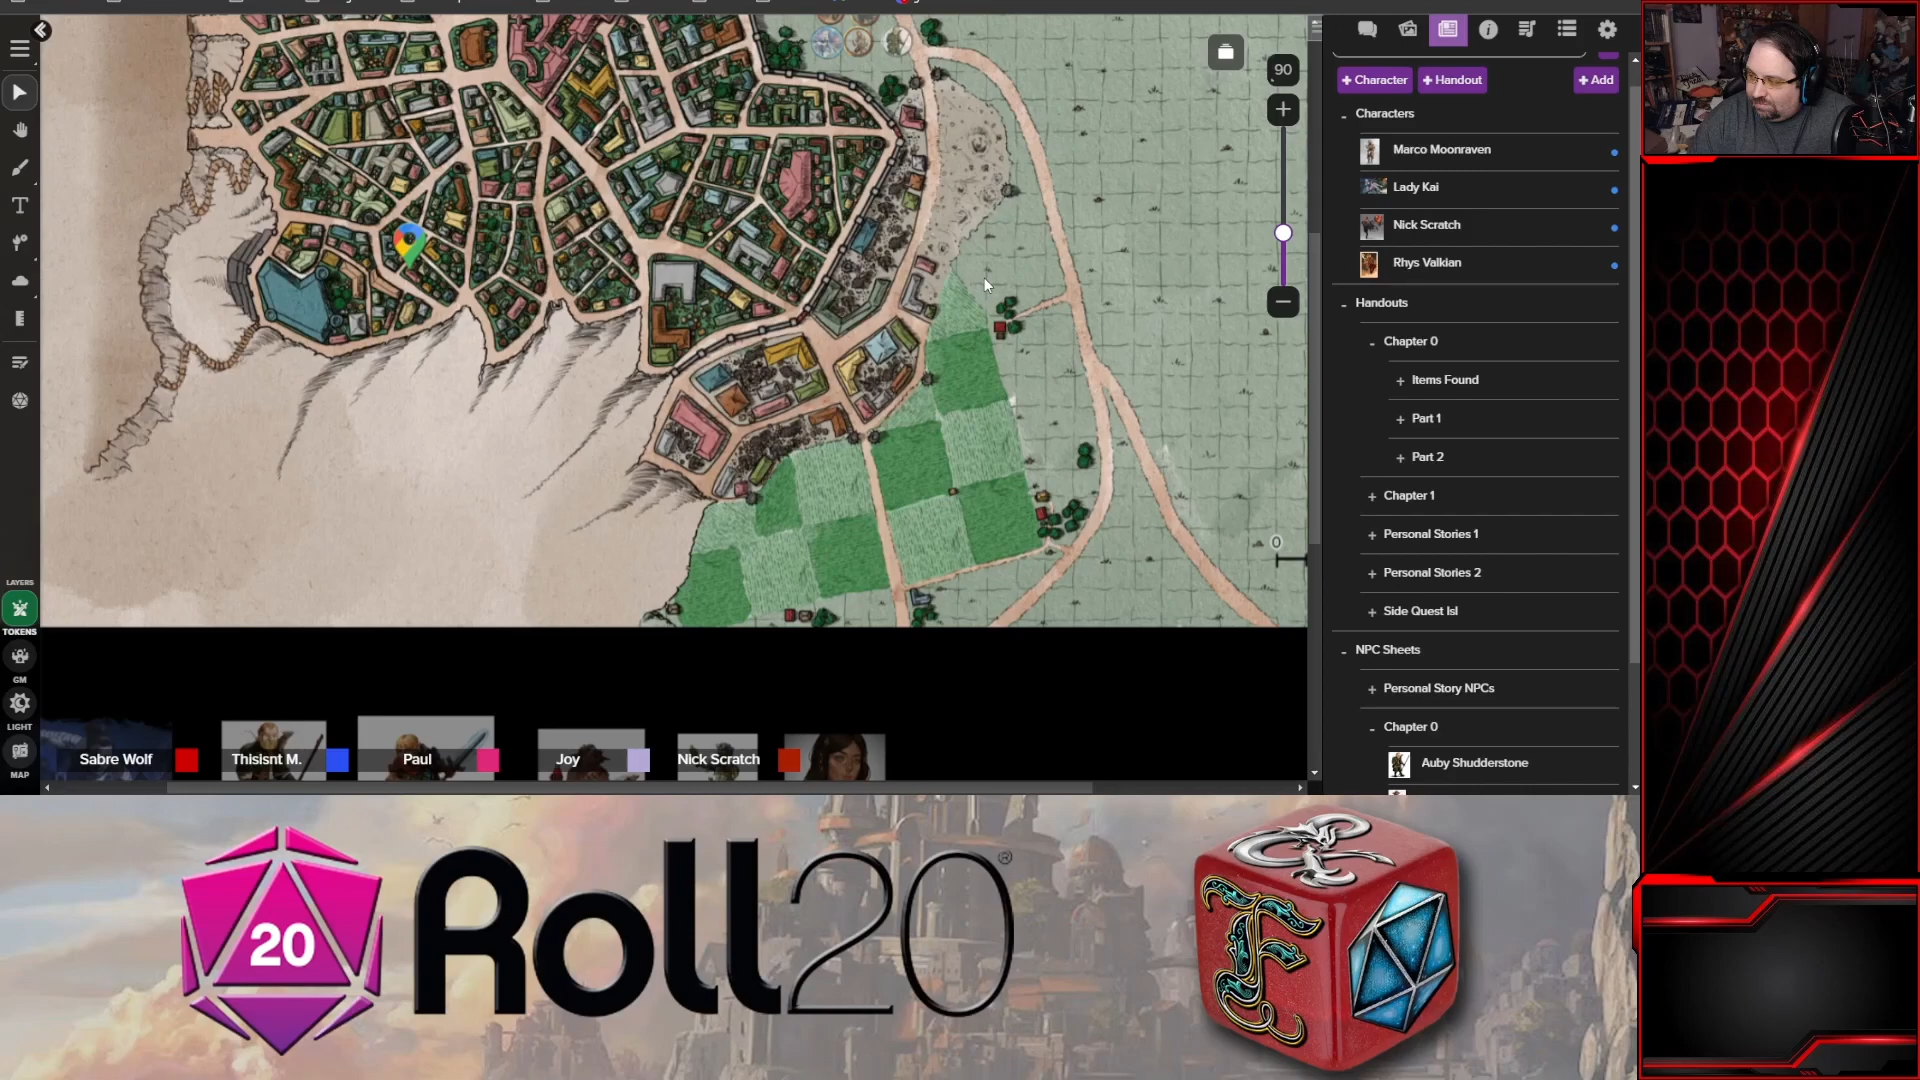 90
+ Character
+ Handout
+ Add
Characters
Marco Moonraven
Lady Kai
Nick Scratch
Rhys Valkian
Handouts
Chapter 0
Items Found
Part 1
Part 2
Chapter 1
Personal Stories 1
Personal Stories 2
Side Quest Isl
NPC Sheets
Personal Story NPCs
Chapter 0
Auby Shudderstone
0
LAYERS
TOKENS
GM
LIGHT
MAP
Sabre Wolf
Thisisnt M.
Paul
Joy
Nick Scratch
20
Roll20®
E